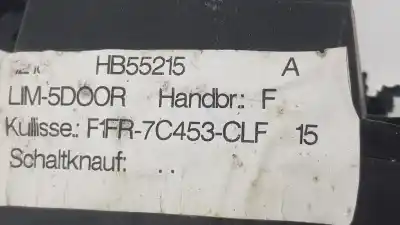 HB55215 A
LIM-5DOOR Handbr.: F
Kullisse.: F1FR-7C453-CLF 15
Schaltknauf: . .